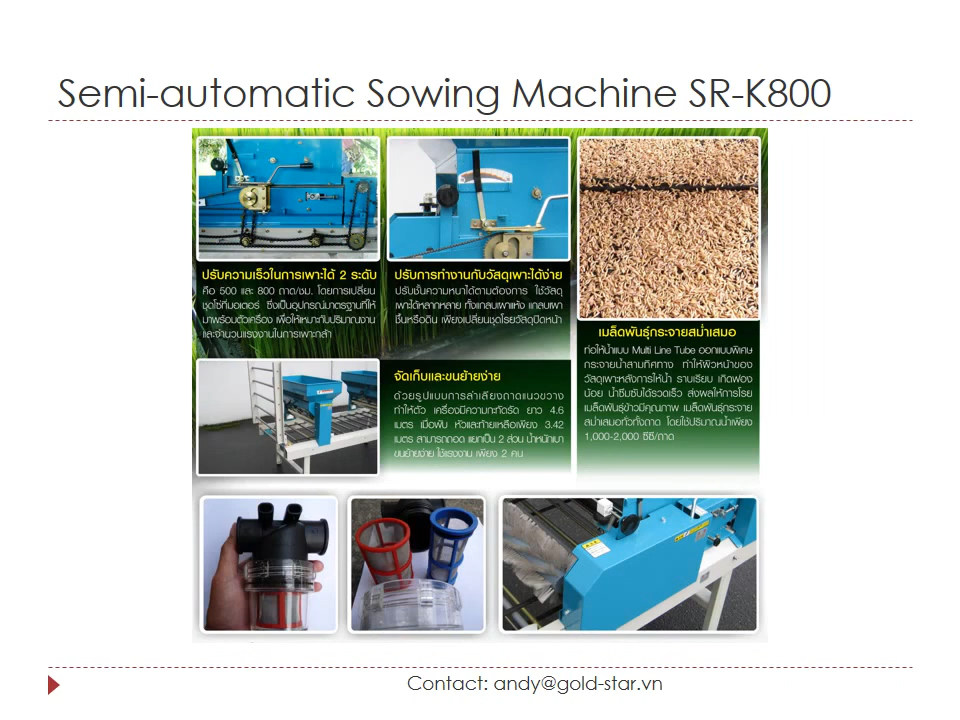 Semi-automatic Sowing Machine SR-K800
ปรับความเร็วในการเพาะได้ 2 ระดับ
คือ 500 และ 800 ถาด/ชม. โดยการเปลี่ยน
ชุดโซ่ที่มอเตอร์ ซึ่งเป็นอุปกรณ์มาตรฐานที่ให้
มาพร้อมตัวเครื่อง เพื่อให้เหมาะกับปริมาณงาน
และจำนวนแรงงานในการเพาะกล้า
ปรับการทำงานกับวัสดุเพาะได้ง่าย
ปรับชั้นความหนาได้ตามต้องการ ใช้วัสดุ
เพาะได้หลากหลาย ทั้งแกลบเผาแห้ง แกลบเผา
ชื้นหรือดิน เพียงเปลี่ยนชุดโรยวัสดุปิดหน้า
เมล็ดพันธุ์กระจายสม่ำเสมอ
ท่อให้น้ำแบบ Multi Line Tube ออกแบบพิเศษ
กระจายน้ำสามทิศทาง ทำให้ผิวหน้าของ
วัสดุเพาะหลังการให้น้ำ ราบเรียบ เกิดฟอง
น้อย น้ำซึมซับได้รวดเร็ว ส่งผลให้การโรย
เมล็ดพันธุ์ข้าวมีคุณภาพ เมล็ดพันธุ์กระจาย
สม่ำเสมอทั่วทั้งถาด โดยใช้ปริมาณน้ำเพียง
1,000-2,000 ซีซี/ถาด
จัดเก็บและขนย้ายง่าย
ด้วยรูปแบบการลำเลียงถาดแนวขวาง
ทำให้ตัว เครื่องมีความกะทัดรัด ยาว 4.6
เมตร เมื่อพับ หัวและท้ายเหลือเพียง 3.42
เมตร สามารถถอด แยกเป็น 2 ส่วน น้ำหนักเบา
ขนย้ายง่าย ใช้แรงงาน เพียง 2 คน
Contact: andy@gold-star.vn